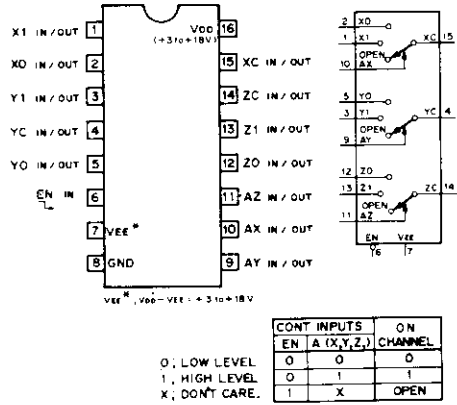 X1 IN/OUT 1
VDD 16
(+3 to +18V)
X0 IN/OUT 2
15 XC IN/OUT
Y1 IN/OUT 3
14 ZC IN/OUT
YC IN/OUT 4
13 Z1 IN/OUT
Y0 IN/OUT 5
12 Z0 IN/OUT
EN IN 6
11 AZ IN/OUT
7 VEE*
10 AX IN/OUT
8 GND
9 AY IN/OUT
VEE*, VDD-VEE = +3 to +18V
2 X0
1 X1 XC 15
OPEN
10 AX
5 Y0
3 Y1 YC 4
OPEN
9 AY
12 Z0
13 Z1 ZC 14
OPEN
11 AZ
EN VEE
6 7
CONT INPUTS ON
EN A (X,Y,Z,) CHANNEL
0 0 0
0 1 1
1 X OPEN
0; LOW LEVEL
1, HIGH LEVEL
X; DON'T CARE.